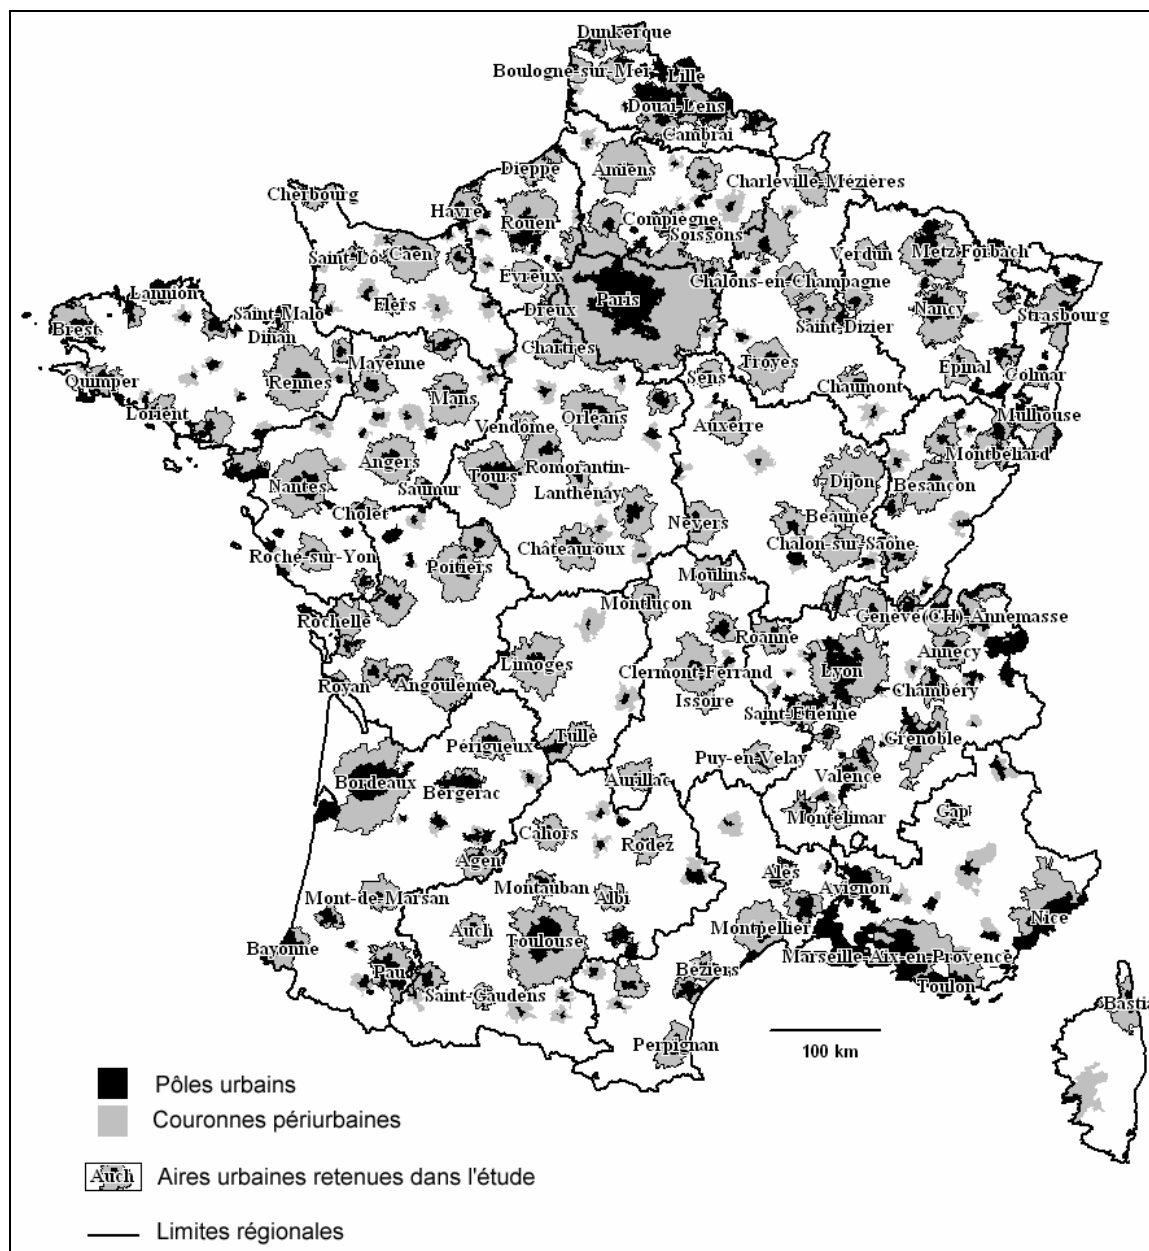 Dunkerque
Boulogne-sur-Mer
Lille
Douai-Lens
Cambrai
Dieppe
Amiens
Charleville-Mézières
Cherbourg
Havre
Rouen
Compiègne
Soissons
Saint-Lô
Caen
Verdun
Metz
Forbach
Évreux
Châlons-en-Champagne
Lannion
Flers
Paris
Brest
Saint-Malo
Dinan
Dreux
Saint-Dizier
Nancy
Strasbourg
Chartres
Troyes
Quimper
Rennes
Mayenne
Sens
Chaumont
Épinal
Colmar
Lorient
Mans
Orléans
Auxerre
Mulhouse
Vendôme
Montbéliard
Angers
Tours
Romorantin-
Lanthenay
Dijon
Besançon
Nantes
Saumur
Cholet
Nevers
Beaune
Roche-sur-Yon
Châteauroux
Chalon-sur-Saône
Poitiers
Moulins
Montluçon
Rochelle
Genève(CH)-Annemasse
Roanne
Annecy
Limoges
Clermont-Ferrand
Lyon
Royan
Angoulême
Issoire
Chambéry
Saint-Etienne
Périgueux
Tulle
Grenoble
Puy-en-Velay
Bordeaux
Bergerac
Aurillac
Valence
Montélimar
Gap
Cahors
Rodez
Agen
Alès
Avignon
Mont-de-Marsan
Montauban
Albi
Nice
Auch
Toulouse
Montpellier
Bayonne
Marseille-Aix-en-Provence
Pau
Béziers
Toulon
Saint-Gaudens
Bastia
Perpignan
100 km
Pôles urbains
Couronnes périurbaines
Auch
Aires urbaines retenues dans l'étude
Limites régionales